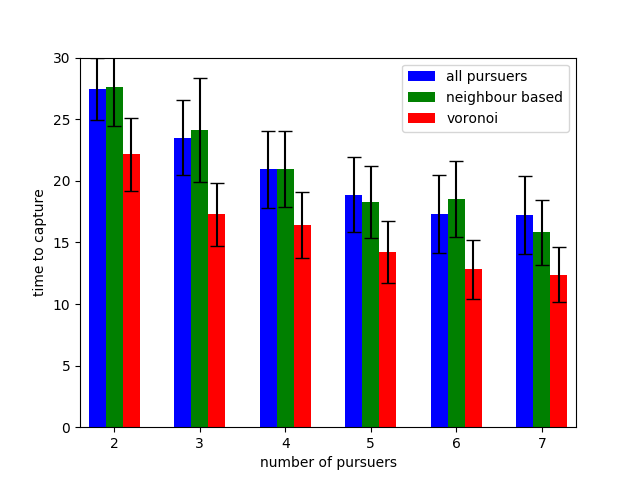 30
25
20
15
10
5
0
time to capture
all pursuers
neighbour based
voronoi
2 3 4 5 6 7
number of pursuers